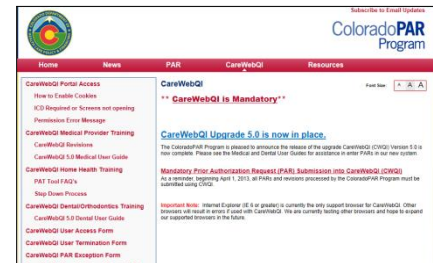 Subscribe to Email Updates
ColoradoPAR
Program
Home News PAR CareWebQI Resources
CareWebQI Portal Access
How to Enable Cookies
ICD Required or Screens not opening
Permission Error Message
CareWebQI Medical Provider Training
CareWebQI Revisions
CareWebQI 5.0 Medical User Guide
CareWebQI Home Health Training
PAT Tool FAQ's
Step Down Process
CareWebQI Dental/Orthodontics Training
CareWebQI 5.0 Dental User Guide
CareWebQI User Access Form
CareWebQI User Termination Form
CareWebQI PAR Exception Form
CareWebQI
Font Size: A A A
** CareWebQI is Mandatory**
CareWebQI Upgrade 5.0 is now in place.
The ColoradoPAR Program is pleased to announce the release of the upgrade CareWebQI (CWQI) Version 5.0 is
now complete. Please see the Medical and Dental User Guides for assistance in enter PARs in our new system
Mandatory Prior Authorization Request (PAR) Submission into CareWebQI (CWQI)
As a reminder, beginning April 1, 2013, all PARs and revisions processed by the ColoradoPAR Program must be
submitted using CWQI.
Important Note: Internet Explorer (IE 6 or greater) is currently the only support browser for CareWebQI. Other
browsers will result in errors if used with CareWebQI. We are currently testing other browsers and hope to expand
our supported browsers in the future.